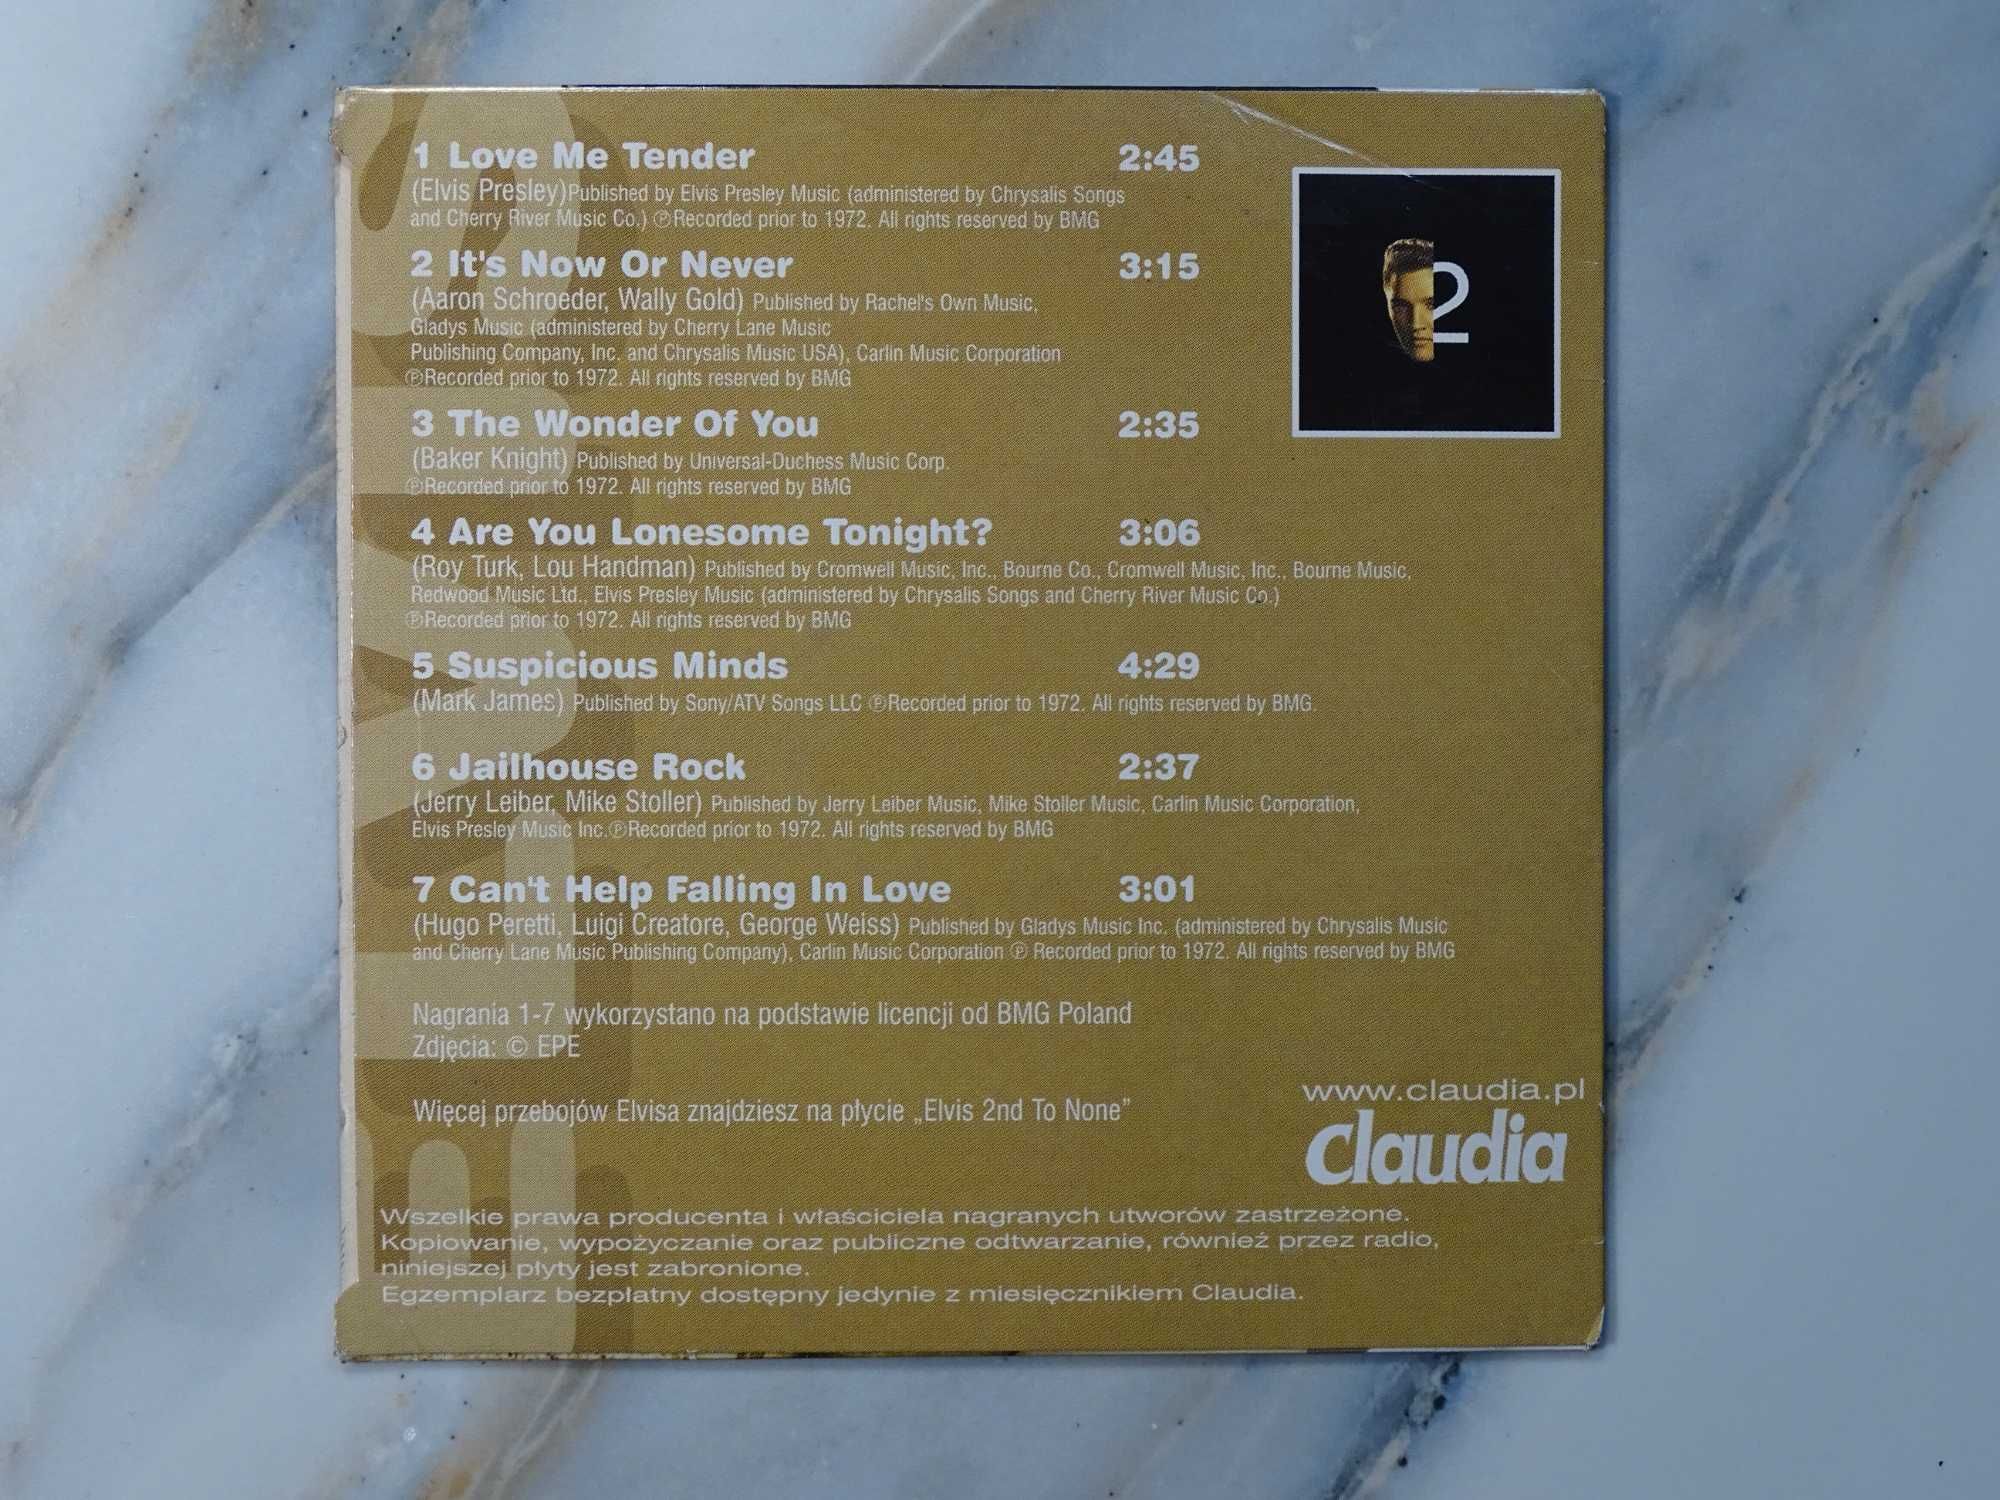 1 Love Me Tender 2:45
(Elvis Presley)Published by Elvis Presley Music (administered by Chrysalis Songs
and Cherry River Music Co.) ℗Recorded prior to 1972. All rights reserved by BMG
2 It's Now Or Never 3:15
(Aaron Schroeder, Wally Gold) Published by Rachel's Own Music,
Gladys Music (administered by Cherry Lane Music
Publishing Company, Inc. and Chrysalis Music USA), Carlin Music Corporation
℗Recorded prior to 1972. All rights reserved by BMG
3 The Wonder Of You 2:35
(Baker Knight) Published by Universal-Duchess Music Corp.
℗Recorded prior to 1972. All rights reserved by BMG
4 Are You Lonesome Tonight? 3:06
(Roy Turk, Lou Handman) Published by Cromwell Music, Inc., Bourne Co., Cromwell Music, Inc., Bourne Music,
Redwood Music Ltd., Elvis Presley Music (administered by Chrysalis Songs and Cherry River Music Co.)
℗Recorded prior to 1972. All rights reserved by BMG
5 Suspicious Minds 4:29
(Mark James) Published by Sony/ATV Songs LLC ℗Recorded prior to 1972. All rights reserved by BMG.
6 Jailhouse Rock 2:37
(Jerry Leiber, Mike Stoller) Published by Jerry Leiber Music, Mike Stoller Music, Carlin Music Corporation,
Elvis Presley Music Inc.℗Recorded prior to 1972. All rights reserved by BMG
7 Can't Help Falling In Love 3:01
(Hugo Peretti, Luigi Creatore, George Weiss) Published by Gladys Music Inc. (administered by Chrysalis Music
and Cherry Lane Music Publishing Company), Carlin Music Corporation ℗ Recorded prior to 1972. All rights reserved by BMG
Nagrania 1-7 wykorzystano na podstawie licencji od BMG Poland
Zdjęcia: © EPE
Więcej przebojów Elvisa znajdziesz na płycie „Elvis 2nd To None”
www.claudia.pl
Claudia
Wszelkie prawa producenta i właściciela nagranych utworów zastrzeżone.
Kopiowanie, wypożyczanie oraz publiczne odtwarzanie, również przez radio,
niniejszej płyty jest zabronione.
Egzemplarz bezpłatny dostępny jedynie z miesięcznikiem Claudia.
2
ELVIS